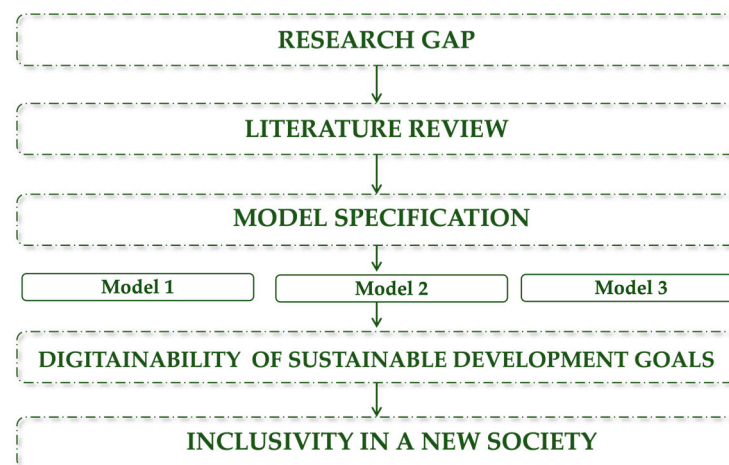 RESEARCH GAP
LITERATURE REVIEW
MODEL SPECIFICATION
Model 1
Model 2
Model 3
DIGITAINABILITY OF SUSTAINABLE DEVELOPMENT GOALS
INCLUSIVITY IN A NEW SOCIETY